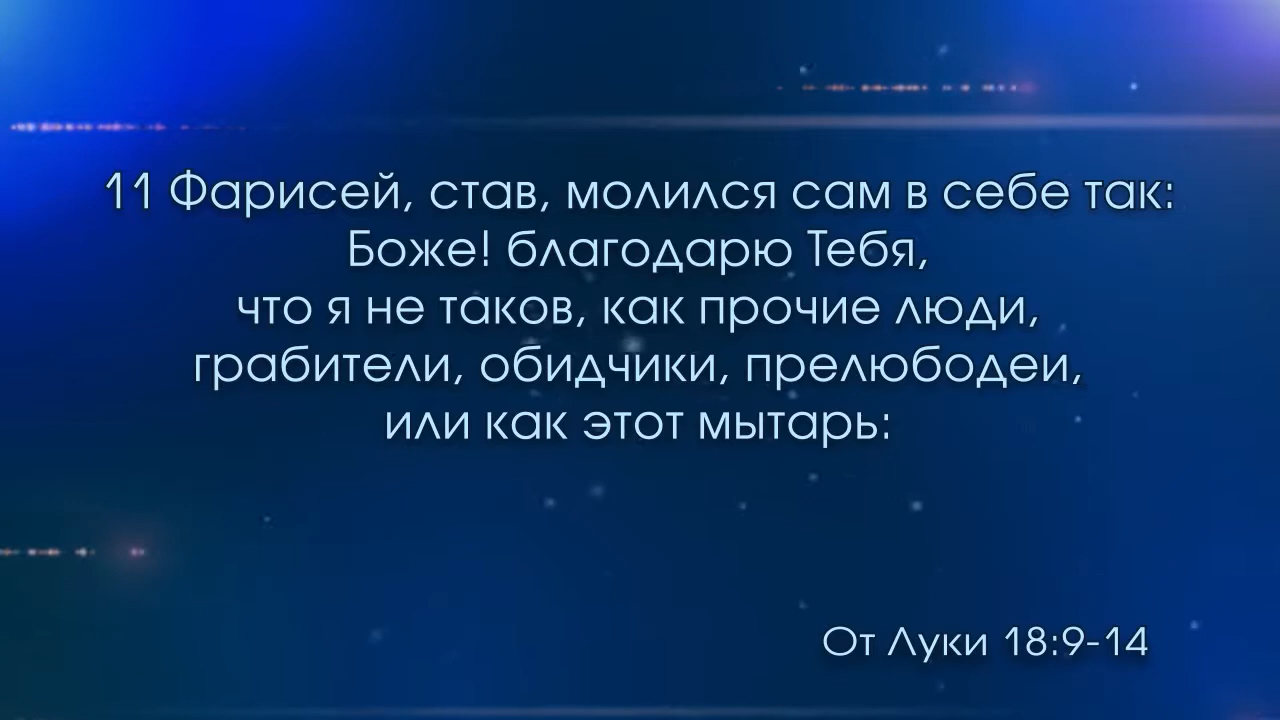 11 Фарисей, став, молился сам в себе так:
Боже! благодарю Тебя,
что я не таков, как прочие люди,
грабители, обидчики, прелюбодеи,
или как этот мытарь:
От Луки 18:9-14